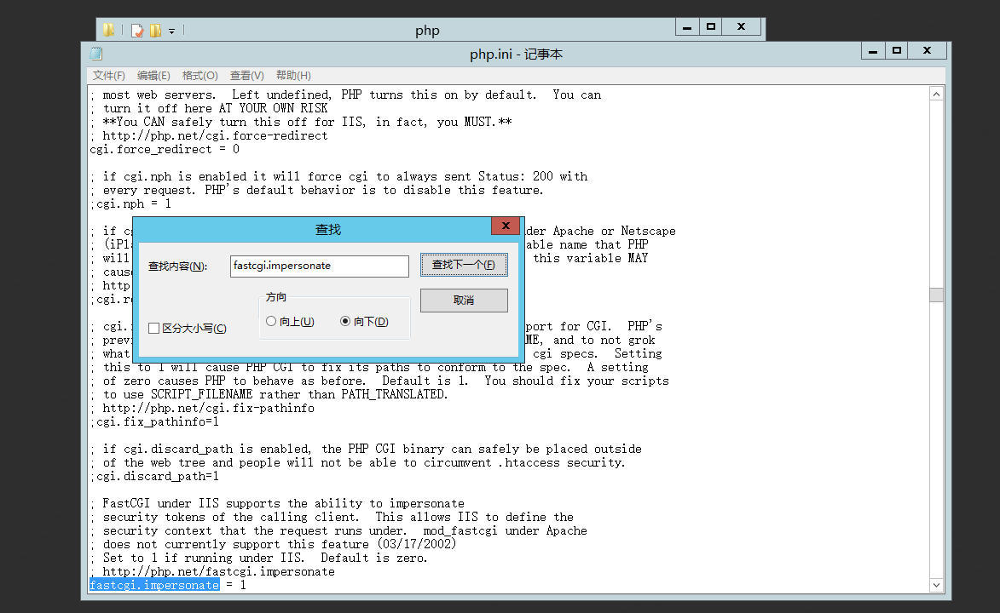 php
php.ini - 记事本
文件(F) 编辑(E) 格式(O) 查看(V) 帮助(H)
; most web servers.  Left undefined, PHP turns this on by default.  You can
; turn it off here AT YOUR OWN RISK
; **You CAN safely turn this off for IIS, in fact, you MUST.**
; http://php.net/cgi.force-redirect
cgi.force_redirect = 0
; if cgi.nph is enabled it will force cgi to always sent Status: 200 with
; every request. PHP's default behavior is to disable this feature.
;cgi.nph = 1
; if
der Apache or Netscape
able name that PHP
; will
this variable MAY
; caus
; http
查找
查找内容(N):
fastcgi.impersonate
查找下一个(F)
取消
方向
向上(U)
向下(D)
区分大小写(C)
; cgi.
port for CGI.  PHP's
; prev
ME, and to not grok
; what
cgi specs.  Setting
; this to 1 will cause PHP CGI to fix its paths to conform to the spec.  A setting
; of zero causes PHP to behave as before.  Default is 1.  You should fix your scripts
; to use SCRIPT_FILENAME rather than PATH_TRANSLATED.
; http://php.net/cgi.fix-pathinfo
;cgi.fix_pathinfo=1
; if cgi.discard_path is enabled, the PHP CGI binary can safely be placed outside
; of the web tree and people will not be able to circumvent .htaccess security.
;cgi.discard_path=1
; FastCGI under IIS supports the ability to impersonate
; security tokens of the calling client.  This allows IIS to define the
; security context that the request runs under.  mod_fastcgi under Apache
; does not currently support this feature (03/17/2002)
; Set to 1 if running under IIS.  Default is zero.
; http://php.net/fastcgi.impersonate
fastcgi.impersonate = 1